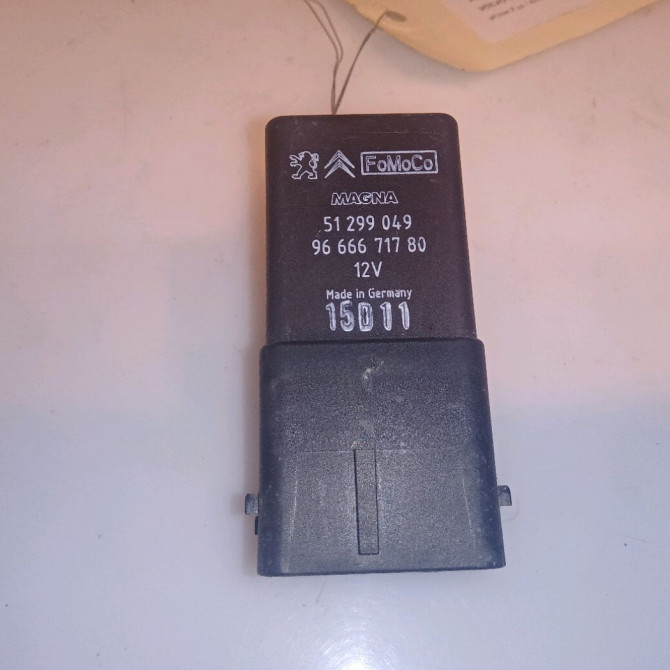 FoMoCo
MAGNA
51 299 049
96 666 717 80
12V
Made in Germany
15D11